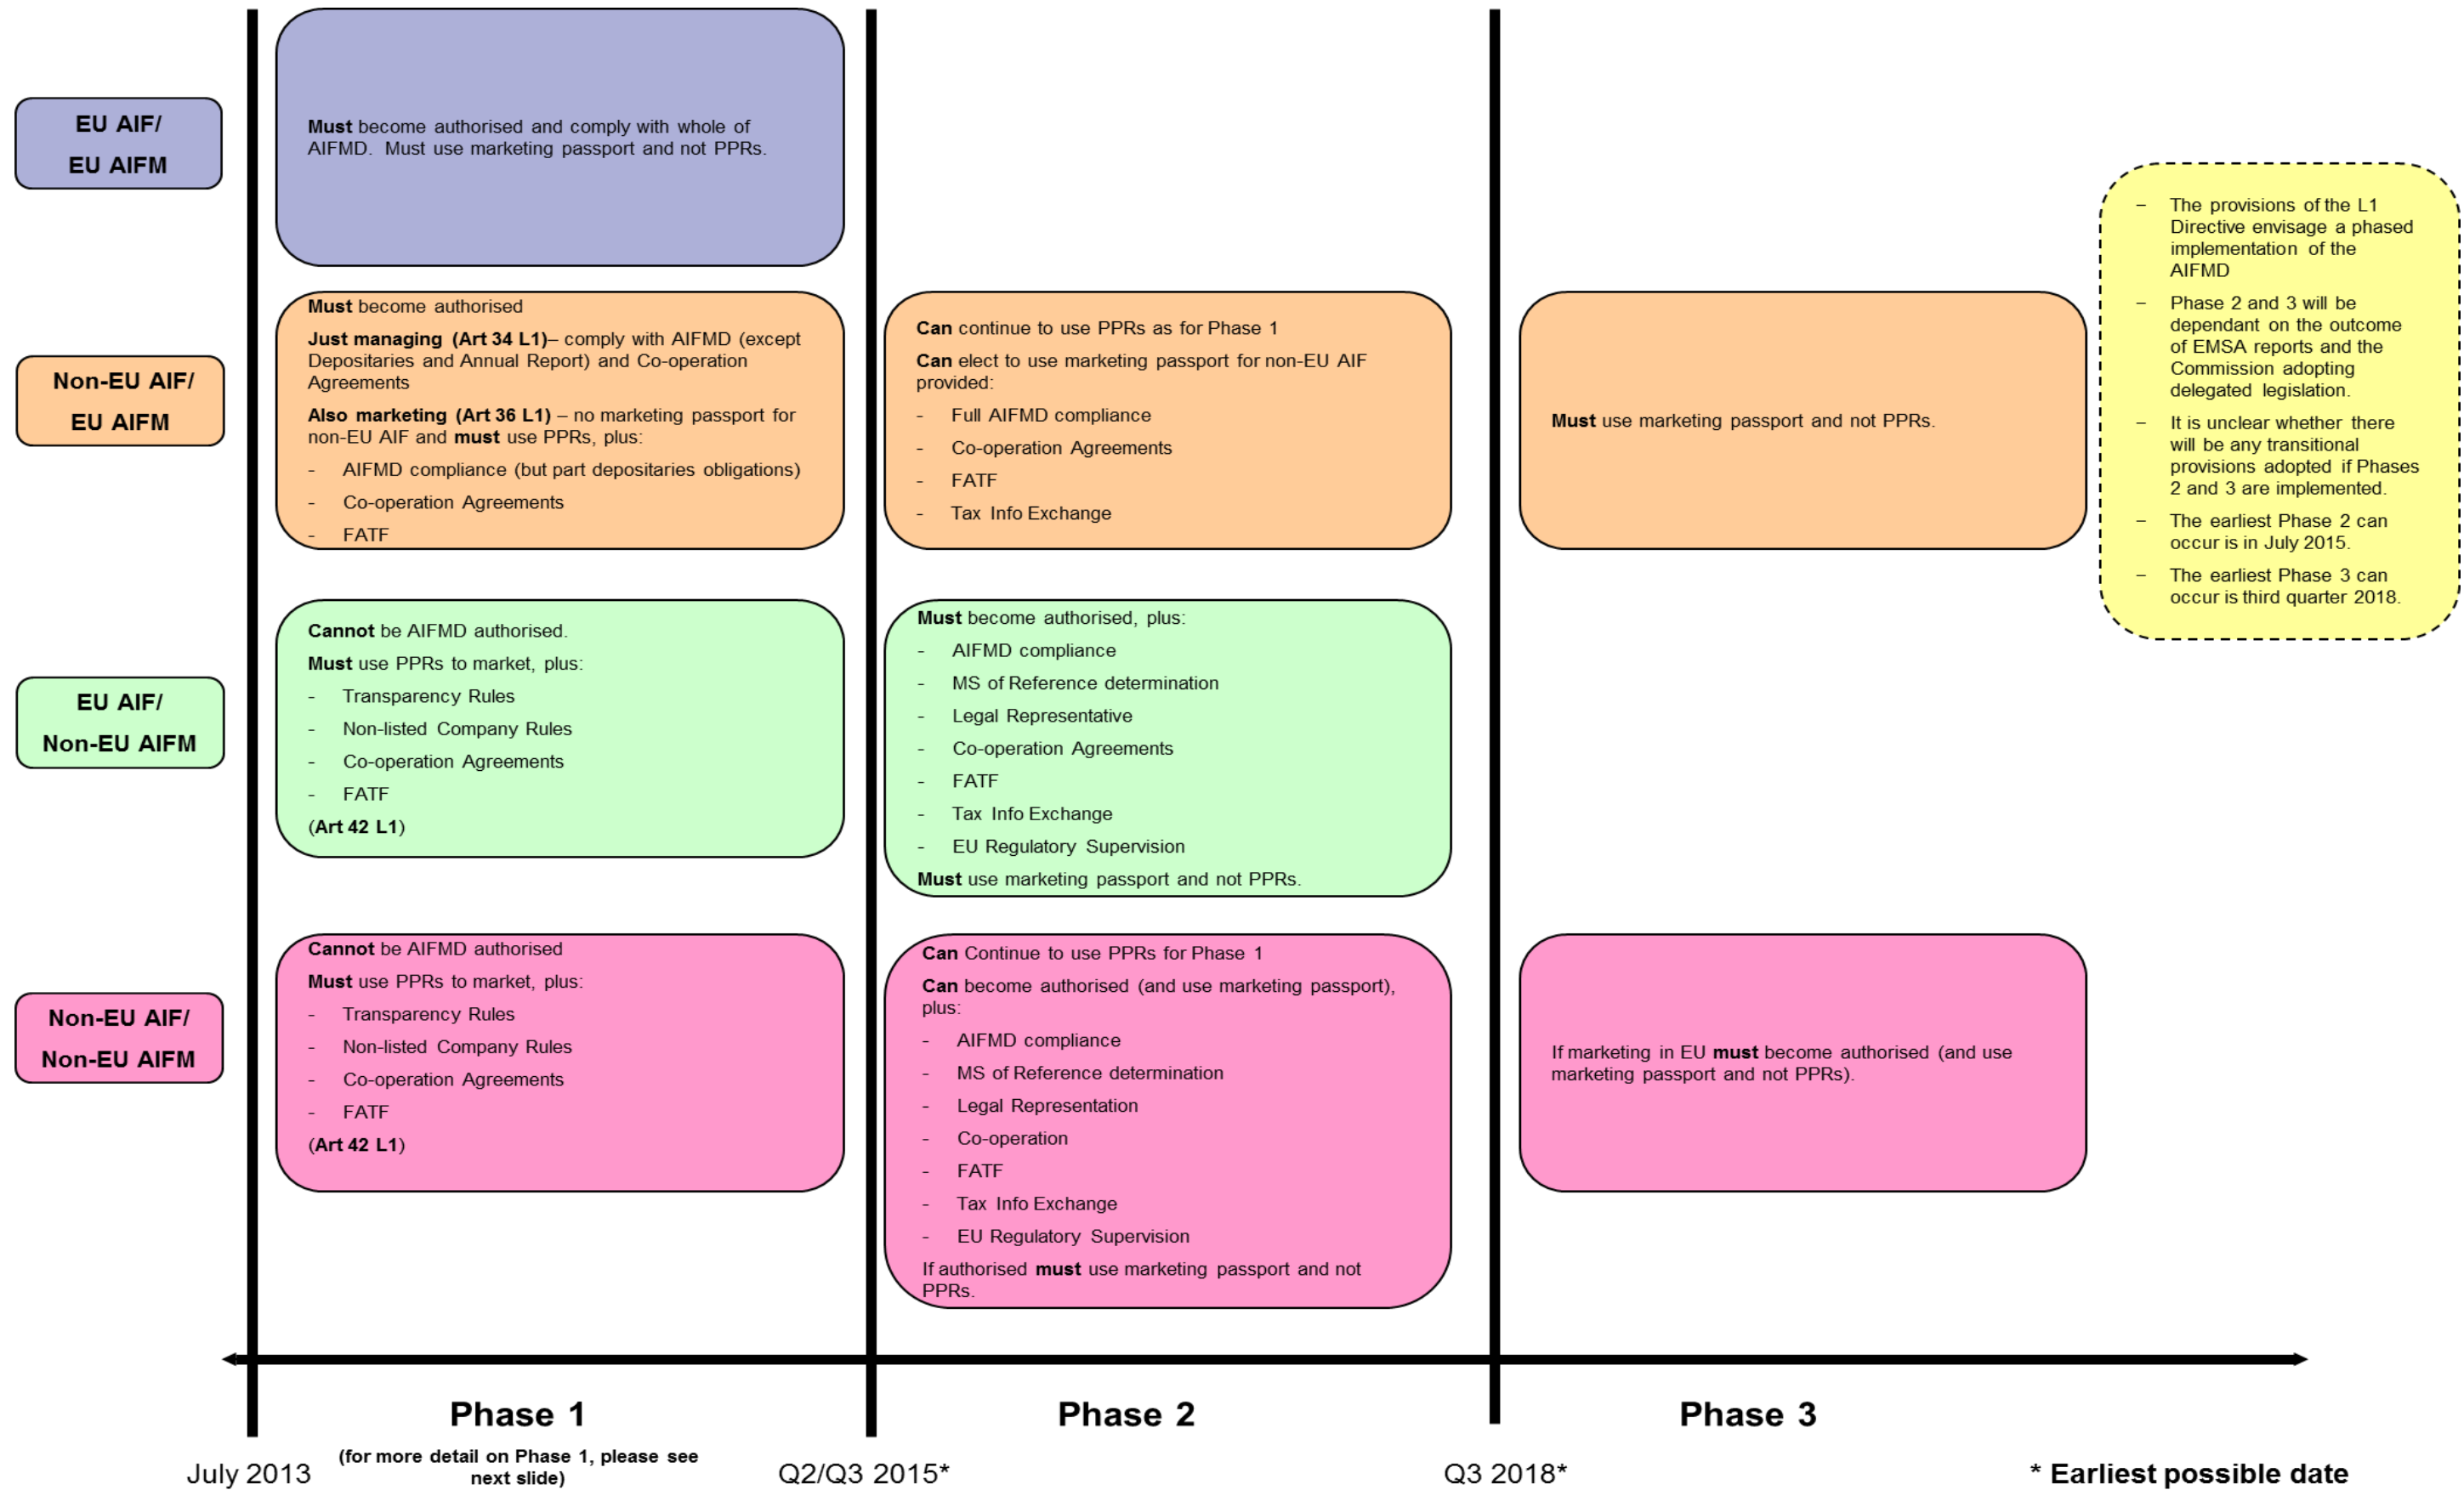 EU AIF/
EU AIFM
Must become authorised and comply with whole of
AIFMD. Must use marketing passport and not PPRs.
Non-EU AIF/
EU AIFM
Must become authorised
Just managing (Art 34 L1)– comply with AIFMD (except
Depositaries and Annual Report) and Co-operation
Agreements
Also marketing (Art 36 L1) – no marketing passport for
non-EU AIF and must use PPRs, plus:
- AIFMD compliance (but part depositaries obligations)
- Co-operation Agreements
- FATF
Can continue to use PPRs as for Phase 1
Can elect to use marketing passport for non-EU AIF
provided:
- Full AIFMD compliance
- Co-operation Agreements
- FATF
- Tax Info Exchange
Must use marketing passport and not PPRs.
– The provisions of the L1
Directive envisage a phased
implementation of the
AIFMD
– Phase 2 and 3 will be
dependant on the outcome
of EMSA reports and the
Commission adopting
delegated legislation.
– It is unclear whether there
will be any transitional
provisions adopted if Phases
2 and 3 are implemented.
– The earliest Phase 2 can
occur is in July 2015.
– The earliest Phase 3 can
occur is third quarter 2018.
EU AIF/
Non-EU AIFM
Cannot be AIFMD authorised.
Must use PPRs to market, plus:
- Transparency Rules
- Non-listed Company Rules
- Co-operation Agreements
- FATF
(Art 42 L1)
Must become authorised, plus:
- AIFMD compliance
- MS of Reference determination
- Legal Representative
- Co-operation Agreements
- FATF
- Tax Info Exchange
- EU Regulatory Supervision
Must use marketing passport and not PPRs.
Non-EU AIF/
Non-EU AIFM
Cannot be AIFMD authorised
Must use PPRs to market, plus:
- Transparency Rules
- Non-listed Company Rules
- Co-operation Agreements
- FATF
(Art 42 L1)
Can Continue to use PPRs for Phase 1
Can become authorised (and use marketing passport),
plus:
- AIFMD compliance
- MS of Reference determination
- Legal Representation
- Co-operation
- FATF
- Tax Info Exchange
- EU Regulatory Supervision
If authorised must use marketing passport and not
PPRs.
If marketing in EU must become authorised (and use
marketing passport and not PPRs).
Phase 1
Phase 2
Phase 3
(for more detail on Phase 1, please see
next slide)
July 2013
Q2/Q3 2015*
Q3 2018*
* Earliest possible date